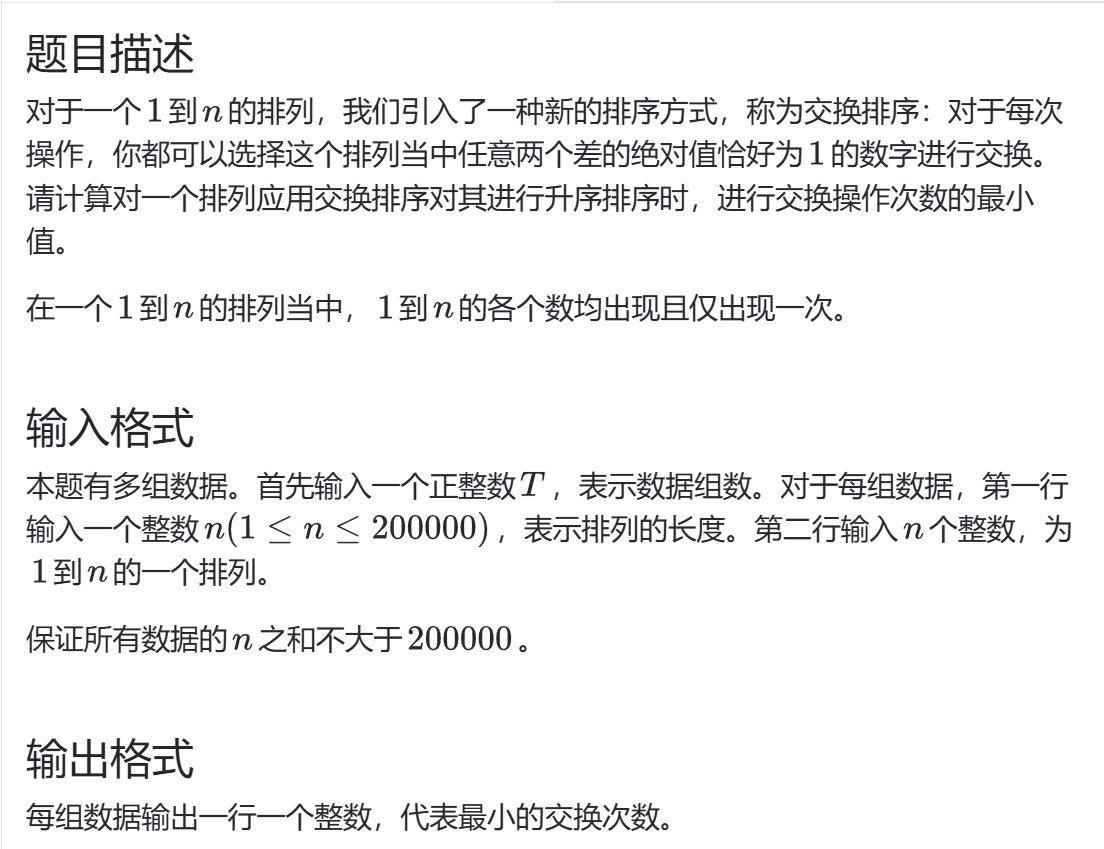 题目描述
对于一个 1 到 n 的排列，我们引入了一种新的排序方式，称为交换排序：对于每次
操作，你都可以选择这个排列当中任意两个差的绝对值恰好为 1 的数字进行交换。
请计算对一个排列应用交换排序对其进行升序排序时，进行交换操作次数的最小
值。
在一个 1 到 n 的排列当中， 1 到 n 的各个数均出现且仅出现一次。
输入格式
本题有多组数据。首先输入一个正整数 T ，表示数据组数。对于每组数据，第一行
输入一个整数 n(1 ≤ n ≤ 200000) ，表示排列的长度。第二行输入 n 个整数，为
1 到 n 的一个排列。
保证所有数据的 n 之和不大于 200000 。
输出格式
每组数据输出一行一个整数，代表最小的交换次数。